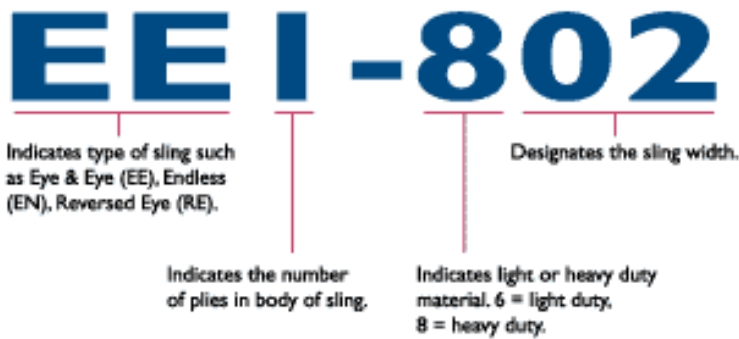 EE1-802
Indicates type of sling such
as Eye & Eye (EE), Endless
(EN), Reversed Eye (RE).
Designates the sling width.
Indicates the number
of plies in body of sling.
Indicates light or heavy duty
material. 6 = light duty,
8 = heavy duty.